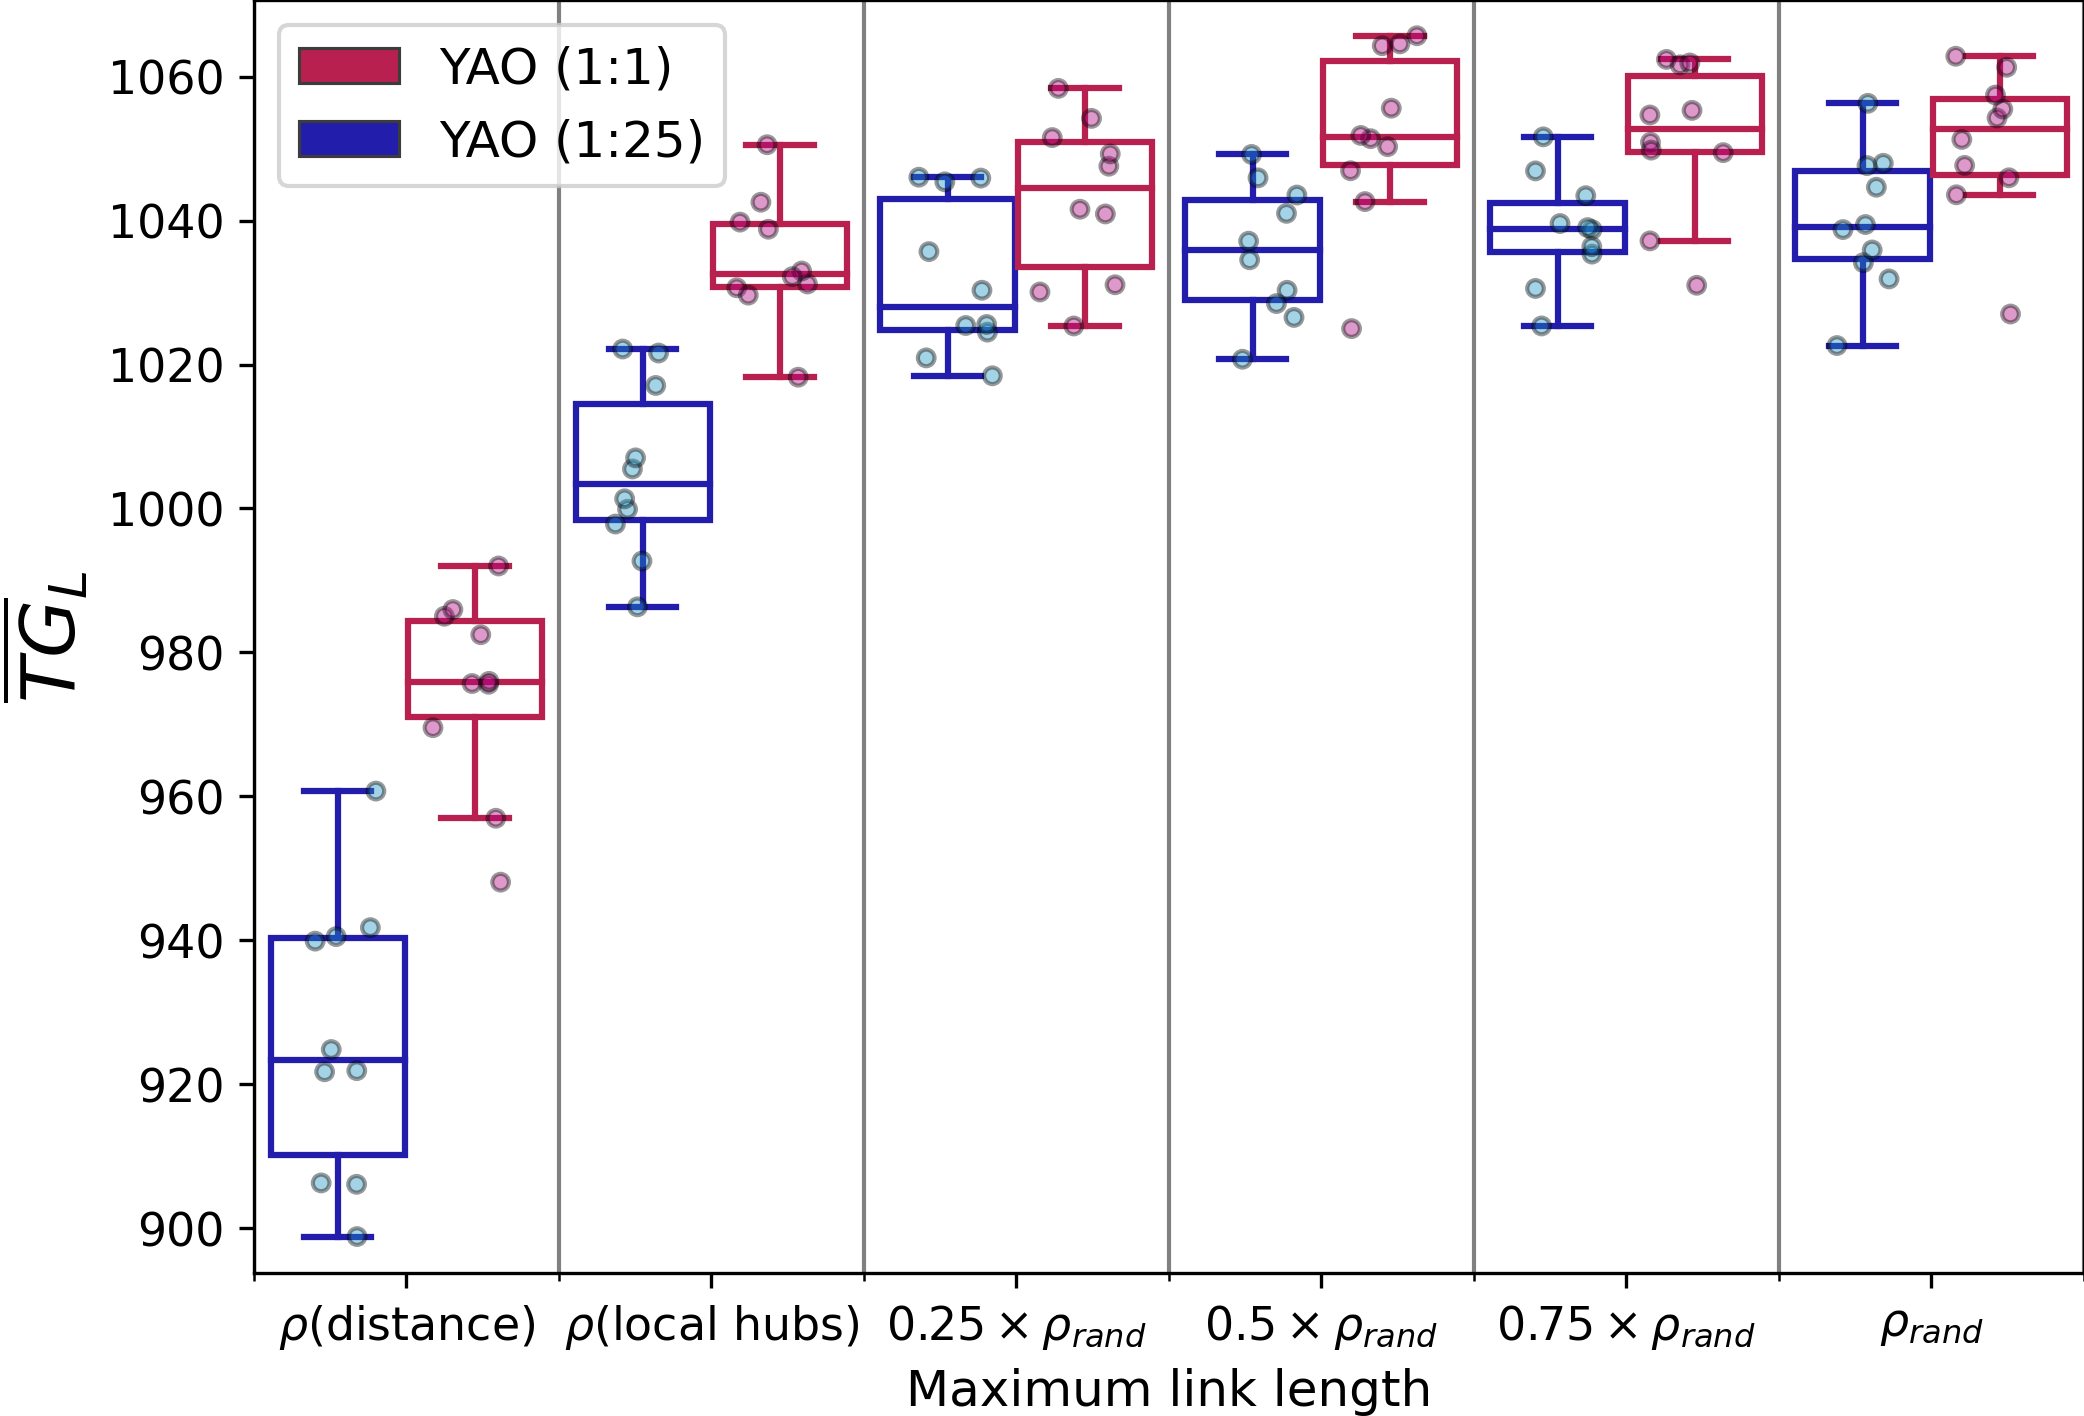 YAO (1:1)
YAO (1:25)
1060
1040
1020
1000
980
960
940
920
900
T̅G̅_L
ρ(distance) ρ(local hubs) 0.25 × ρ_rand 0.5 × ρ_rand 0.75 × ρ_rand ρ_rand
Maximum link length